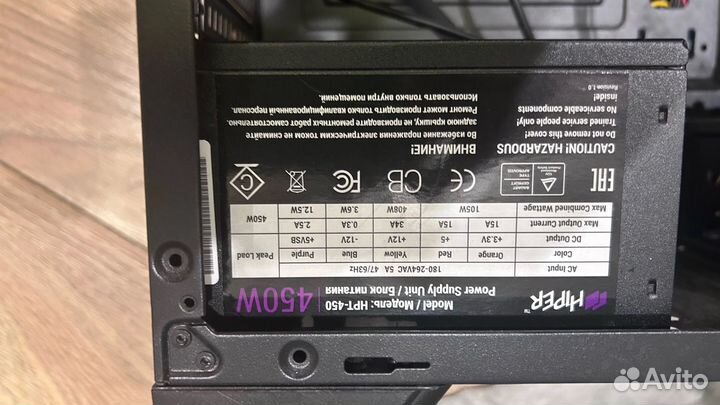 HIPER™
Model / Модель: HPT-450
Power Supply Unit / Блок питания
450W
AC Input 180-264VAC 5A 47/63Hz
Color Orange Red Yellow Blue Purple Peak Load
DC Output +3.3V +5 +12V -12V +5VSB
Max Output Current 15A 15A 34A 0.3A 2.5A 450W
Max Combined Wattage 105W 408W 3.6W 12.5W
EAC
CE
CB
FC
C
CAUTION! HAZARDOUS
Do not remove this cover!
Trained service people only!
No serviceable components
inside!
Revision 1.0
ВНИМАНИЕ!
Во избежание поражения электрическим током не снимайте
заднюю крышку, не производите ремонтных работ самостоятельно.
Ремонт может производить только квалифицированный персонал.
Использовать только внутри помещений.
Avito